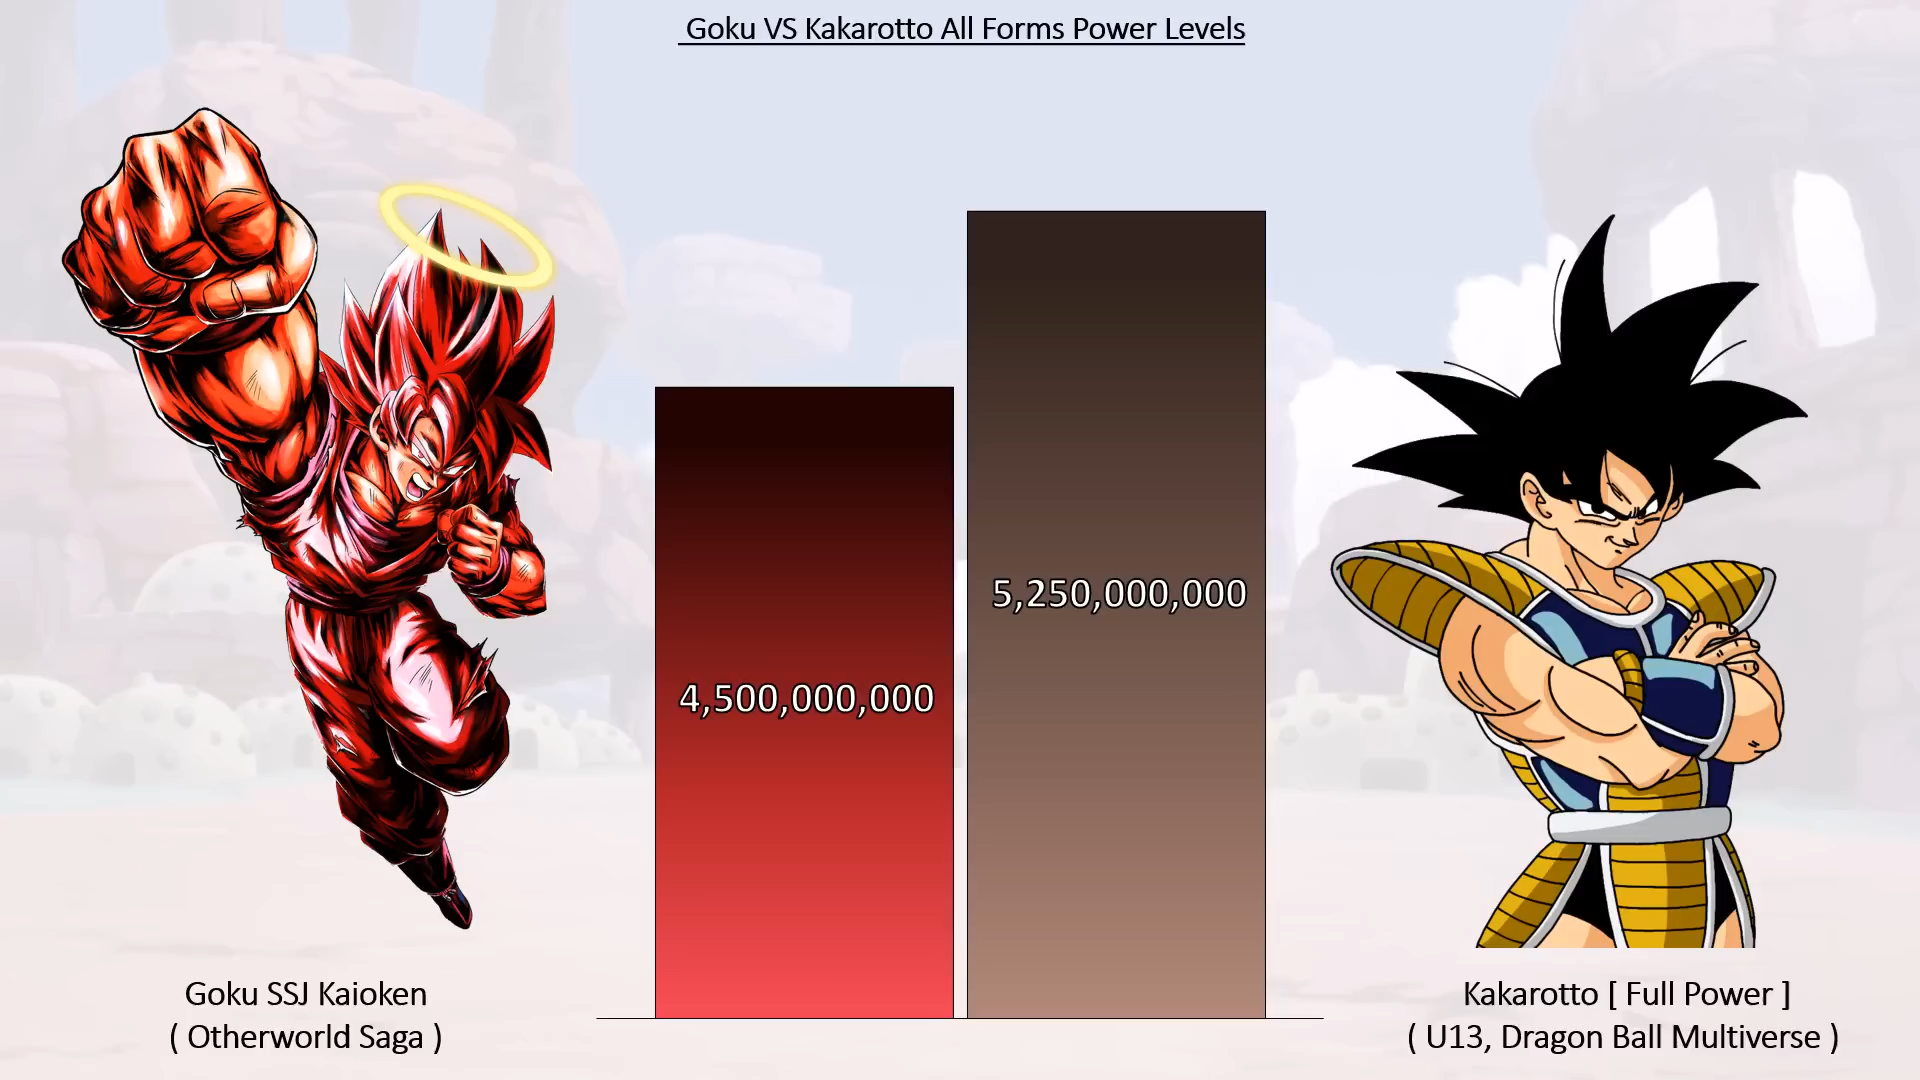 Goku VS Kakarotto All Forms Power Levels
5,250,000,000
4,500,000,000
Goku SSJ Kaioken
( Otherworld Saga )
Kakarotto [ Full Power ]
( U13, Dragon Ball Multiverse )